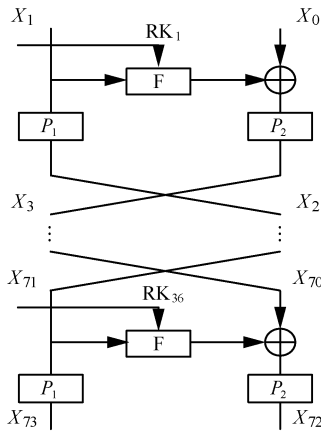 X₁ RK₁ X₀
F
P₁ P₂
X₃ X₂
⋮ ⋮
X₇₁ X₇₀
RK₃₆
F
P₁ P₂
X₇₃ X₇₂